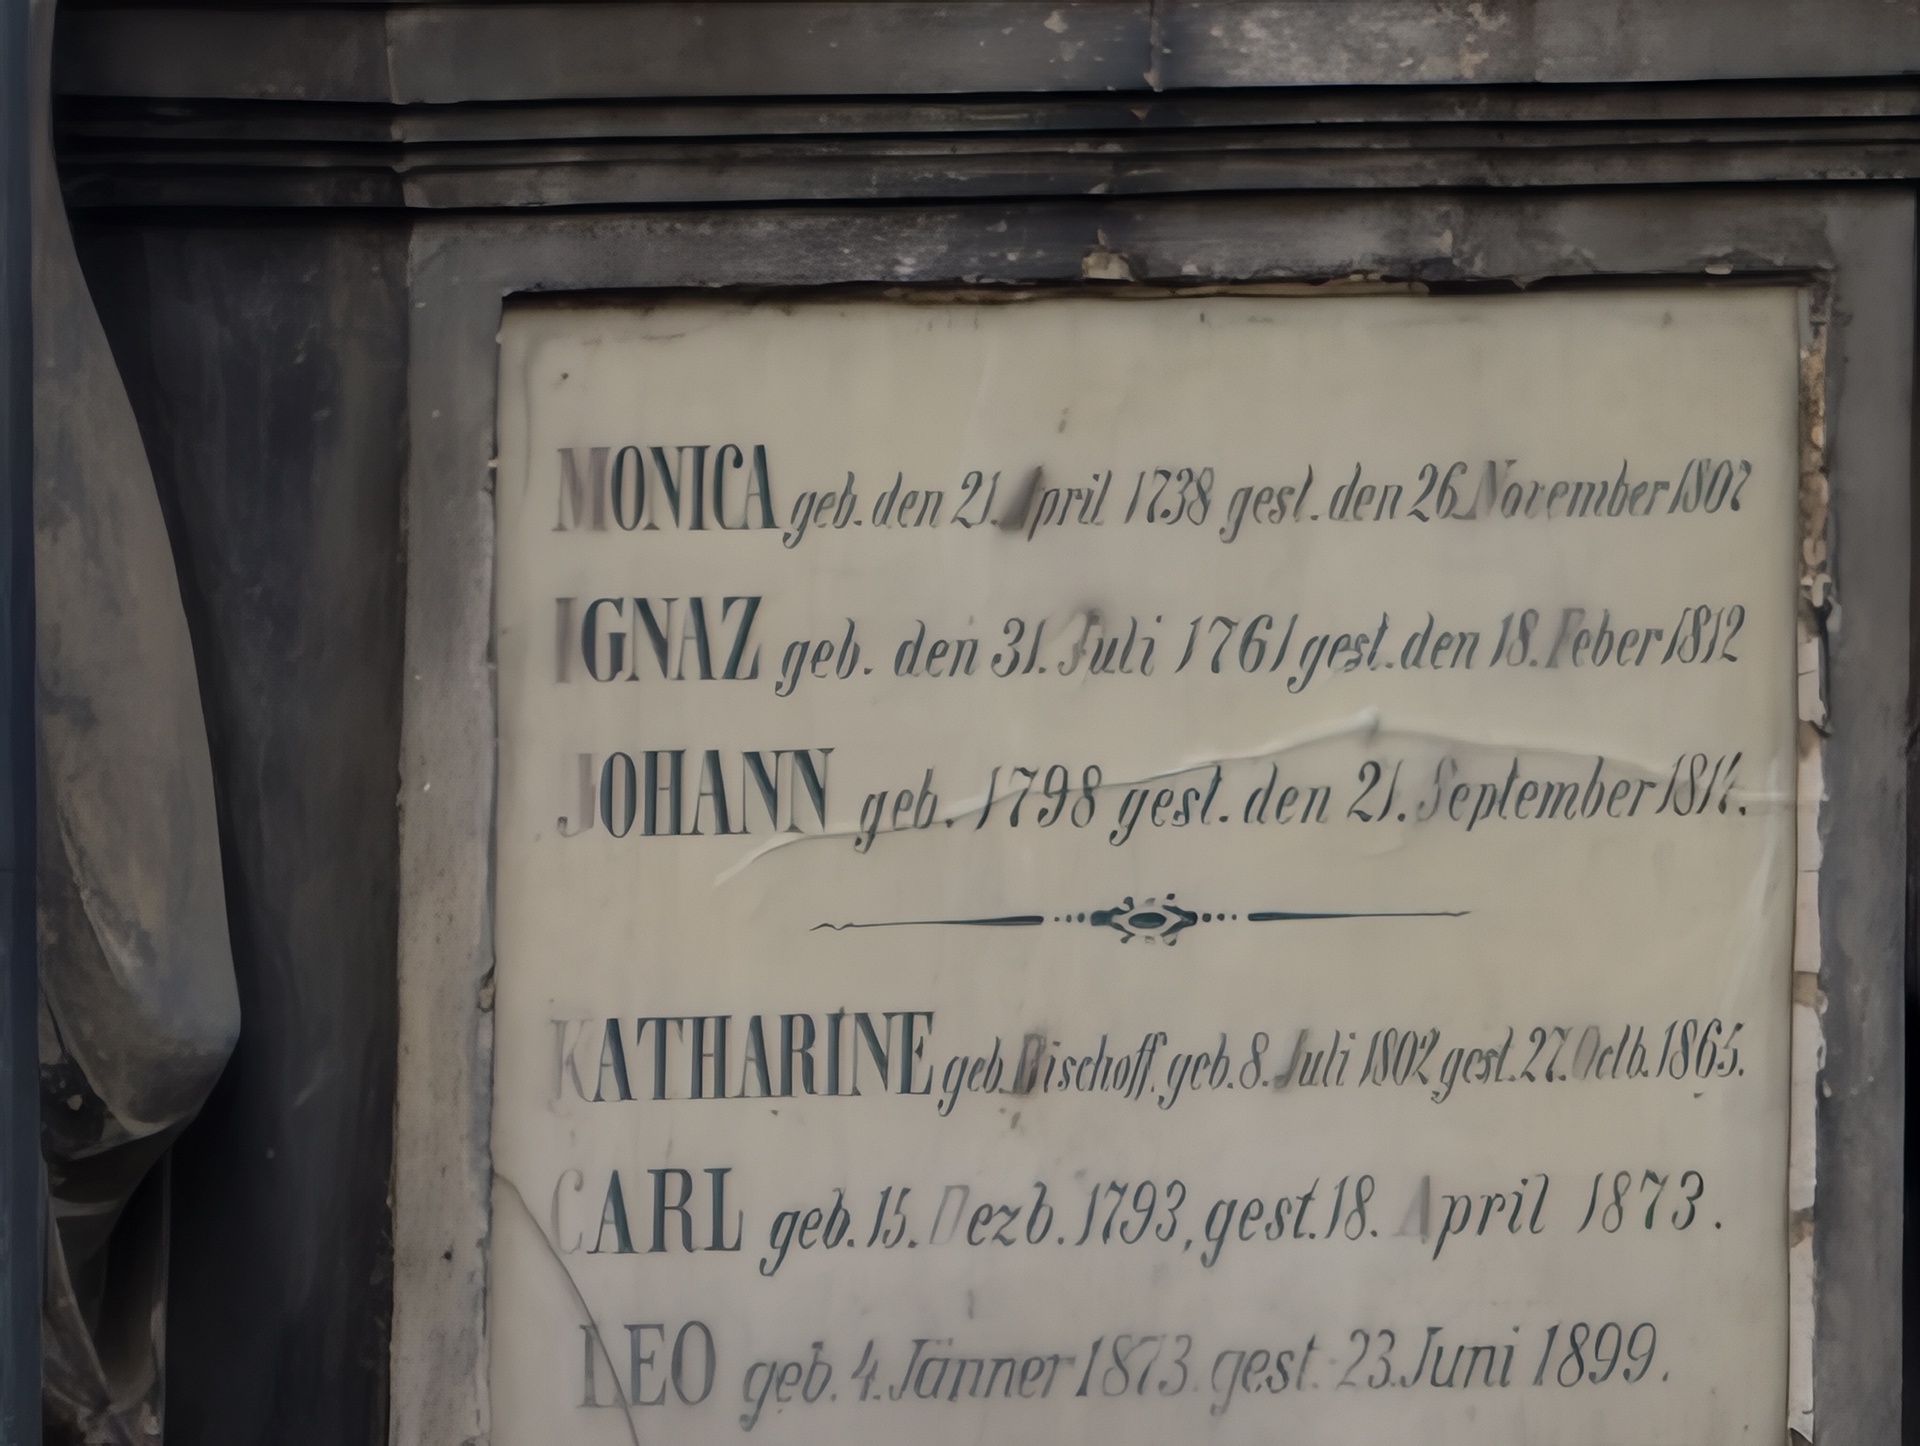 MONICA geb. den 21. April 1738 gest. den 26. November
IGNAZ geb. den 31. Juli 1761 gest. den 18. Feber 1812
JOHANN geb. 1798 gest. den 21. September
KATHARINE geb. Bischoff, geb. 8. Juli 1802 gest. 27. Octb. 1865.
CARL geb. 15. Dezb. 1793, gest. 18. April 1873.
LEO geb. 4. Jänner 1873. gest. 23. Juni 1899.